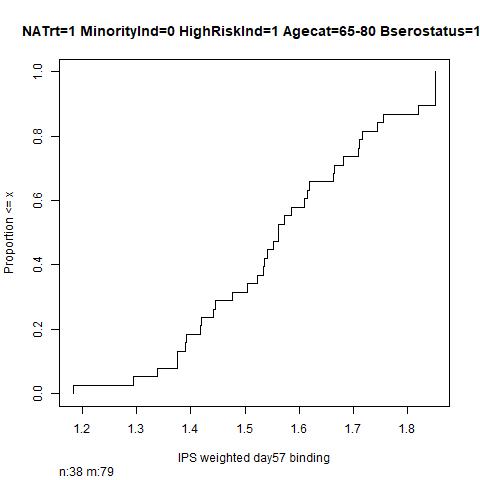 NATrt=1 MinorityInd=0 HighRiskInd=1 Agecat=65-80 Bserostatus=1
1.0
0.8
0.6
0.4
0.2
0.0
Proportion <= x
1.2 1.3 1.4 1.5 1.6 1.7 1.8
IPS weighted day57 binding
n:38 m:79